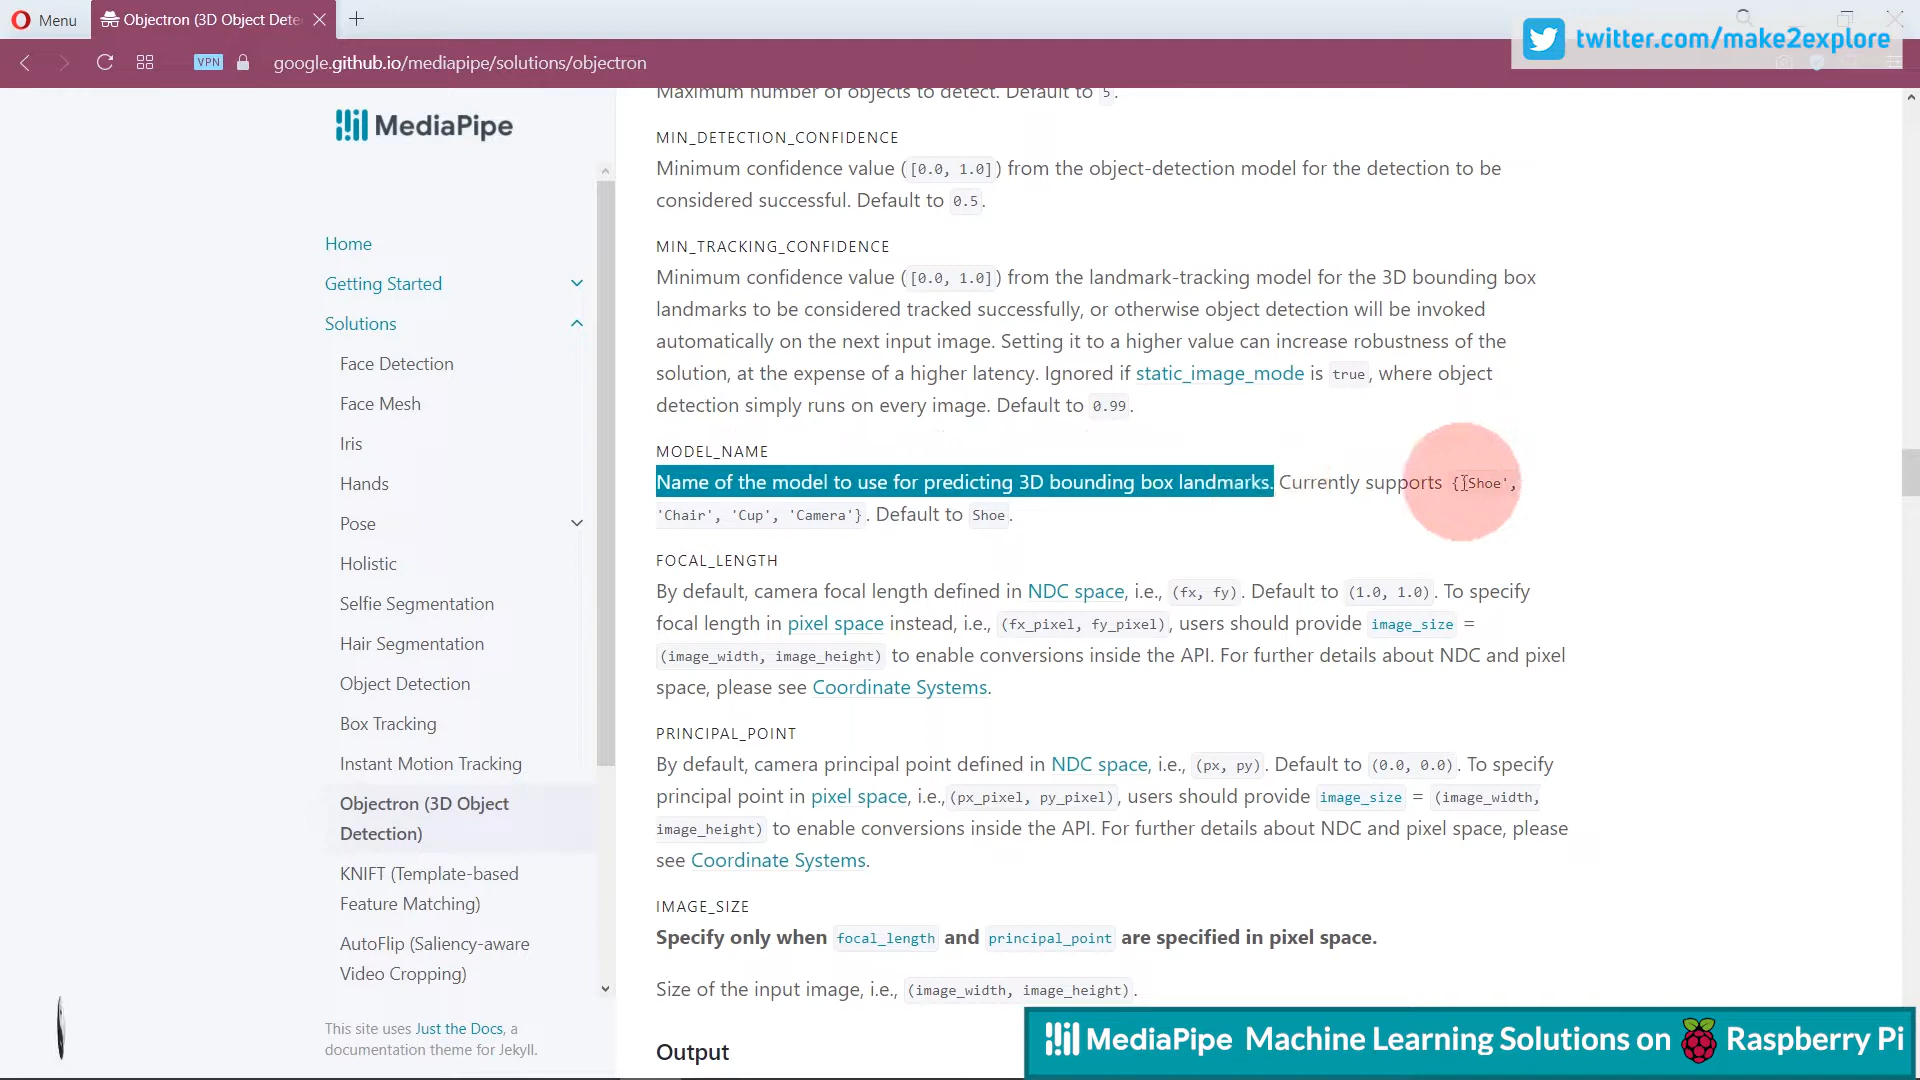 Menu
Objectron (3D Object Dete
twitter.com/make2explore
VPN
google.github.io/mediapipe/solutions/objectron
MediaPipe
Home
Getting Started
Solutions
Face Detection
Face Mesh
Iris
Hands
Pose
Holistic
Selfie Segmentation
Hair Segmentation
Object Detection
Box Tracking
Instant Motion Tracking
Objectron (3D Object
Detection)
KNIFT (Template-based
Feature Matching)
AutoFlip (Saliency-aware
Video Cropping)
This site uses Just the Docs, a
documentation theme for Jekyll.
Maximum number of objects to detect. Default to 5.
MIN_DETECTION_CONFIDENCE
Minimum confidence value ([0.0, 1.0]) from the object-detection model for the detection to be
considered successful. Default to 0.5.
MIN_TRACKING_CONFIDENCE
Minimum confidence value ([0.0, 1.0]) from the landmark-tracking model for the 3D bounding box
landmarks to be considered tracked successfully, or otherwise object detection will be invoked
automatically on the next input image. Setting it to a higher value can increase robustness of the
solution, at the expense of a higher latency. Ignored if static_image_mode is true, where object
detection simply runs on every image. Default to 0.99.
MODEL_NAME
Name of the model to use for predicting 3D bounding box landmarks. Currently supports {'Shoe',
'Chair', 'Cup', 'Camera'}. Default to Shoe.
FOCAL_LENGTH
By default, camera focal length defined in NDC space, i.e., (fx, fy). Default to (1.0, 1.0). To specify
focal length in pixel space instead, i.e., (fx_pixel, fy_pixel), users should provide image_size =
(image_width, image_height) to enable conversions inside the API. For further details about NDC and pixel
space, please see Coordinate Systems.
PRINCIPAL_POINT
By default, camera principal point defined in NDC space, i.e., (px, py). Default to (0.0, 0.0). To specify
principal point in pixel space, i.e.,(px_pixel, py_pixel), users should provide image_size = (image_width,
image_height) to enable conversions inside the API. For further details about NDC and pixel space, please
see Coordinate Systems.
IMAGE_SIZE
Specify only when focal_length and principal_point are specified in pixel space.
Size of the input image, i.e., (image_width, image_height).
Output
MediaPipe Machine Learning Solutions on Raspberry Pi